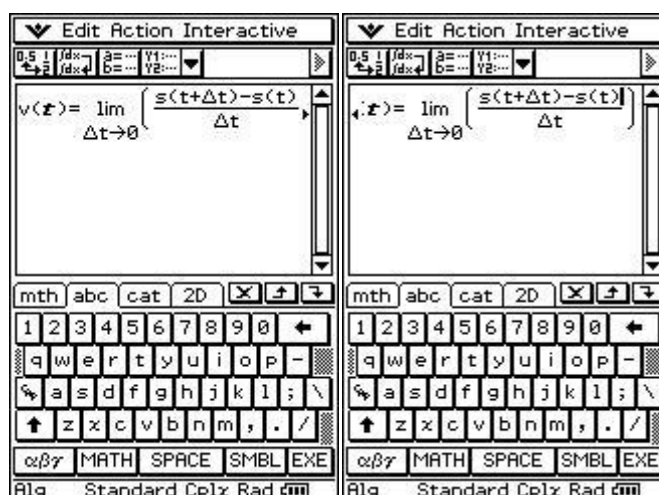 Edit Action Interactive
v(t)= lim (s(t+Δt)-s(t)
Δt
Δt→0
mth abc cat 2D
1 2 3 4 5 6 7 8 9 0
q w e r t y u i o p -
a s d f g h j k l ; \
z x c v b n m , . /
αβγ MATH SPACE SMBL EXE
Alg Standard Cplx Rad
Edit Action Interactive
t)= lim (s(t+Δt)-s(t))
Δt
Δt→0
mth abc cat 2D
1 2 3 4 5 6 7 8 9 0
q w e r t y u i o p -
a s d f g h j k l ; \
z x c v b n m , . /
αβγ MATH SPACE SMBL EXE
Alg Standard Cplx Rad